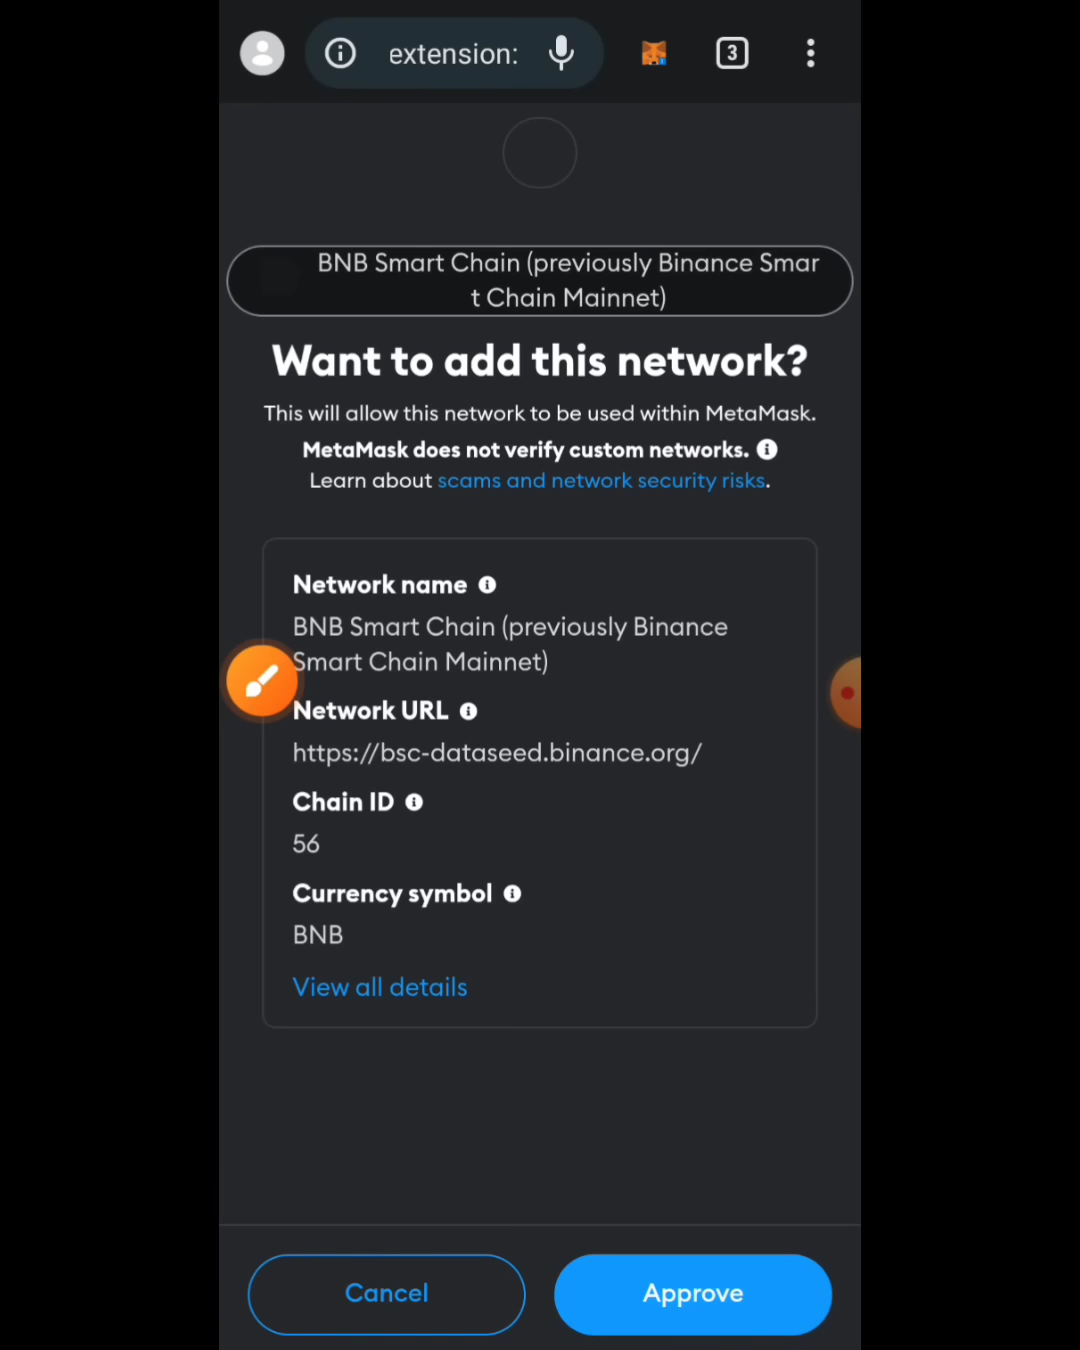 extension:
3
BNB Smart Chain (previously Binance Smar
t Chain Mainnet)
Want to add this network?
This will allow this network to be used within MetaMask.
MetaMask does not verify custom networks.
Learn about scams and network security risks.
Network name
BNB Smart Chain (previously Binance
Smart Chain Mainnet)
Network URL
https://bsc-dataseed.binance.org/
Chain ID
56
Currency symbol
BNB
View all details
Cancel
Approve